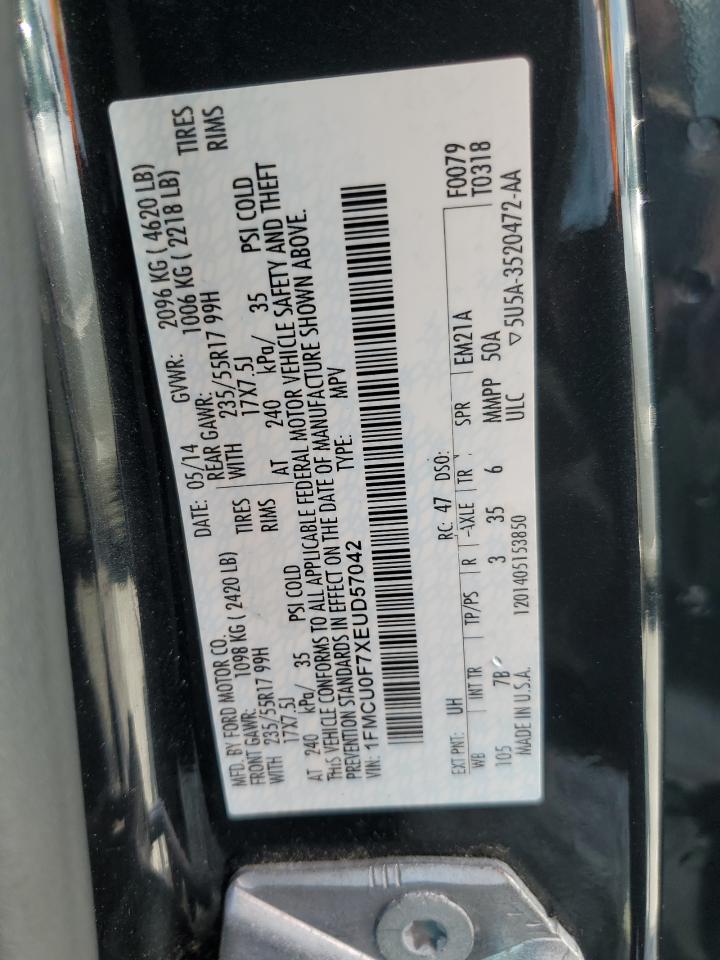 MFD. BY FORD MOTOR CO.
DATE: 05/14 GVWR: 2096 KG ( 4620 LB)
FRONT GAWR: 1098 KG ( 2420 LB) REAR GAWR: 1006 KG ( 2218 LB)
WITH 235/55R17 99H TIRES WITH 235/55R17 99H TIRES
17X7.5J RIMS 17X7.5J RIMS
AT 240 kPa/ 35 PSI COLD AT 240 kPa/ 35 PSI COLD
THIS VEHICLE CONFORMS TO ALL APPLICABLE FEDERAL MOTOR VEHICLE SAFETY AND THEFT
PREVENTION STANDARDS IN EFFECT ON THE DATE OF MANUFACTURE SHOWN ABOVE.
VIN: 1FMCU0F7XEUD57042 TYPE: MPV
EXT PNT: UH RC: 47 DSO: F0079
WB INT TR TP/PS R AXLE TR SPR EM21A T0318
105 7B 3 35 6 MMPP 50A
MADE IN U.S.A. 1201405153850 ULC ▽5U5A-3520472-AA